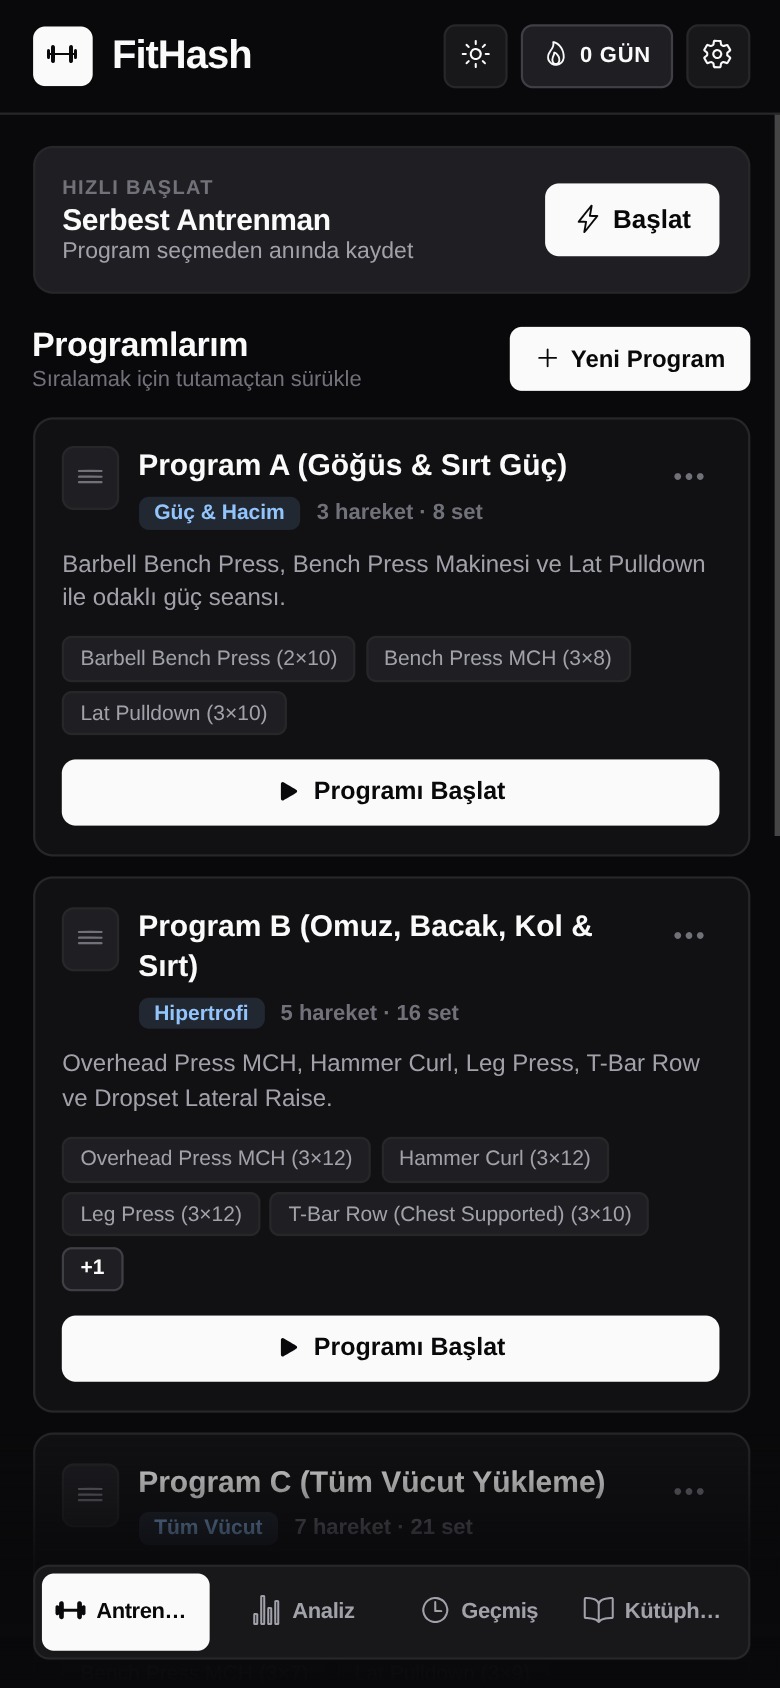 FitHash
0 GÜN
HIZLI BAŞLAT
Serbest Antrenman
Program seçmeden anında kaydet
Başlat
Programlarım
Sıralamak için tutamaçtan sürükle
Yeni Program
Program A (Göğüs & Sırt Güç)
Güç & Hacim 3 hareket · 8 set
Barbell Bench Press, Bench Press Makinesi ve Lat Pulldown
ile odaklı güç seansı.
Barbell Bench Press (2×10) Bench Press MCH (3×8)
Lat Pulldown (3×10)
Programı Başlat
Program B (Omuz, Bacak, Kol &
Sırt)
Hipertrofi 5 hareket · 16 set
Overhead Press MCH, Hammer Curl, Leg Press, T-Bar Row
ve Dropset Lateral Raise.
Overhead Press MCH (3×12) Hammer Curl (3×12)
Leg Press (3×12) T-Bar Row (Chest Supported) (3×10)
+1
Programı Başlat
Program C (Tüm Vücut Yükleme)
Tüm Vücut 7 hareket · 21 set
Antren... Analiz Geçmiş Kütüph...